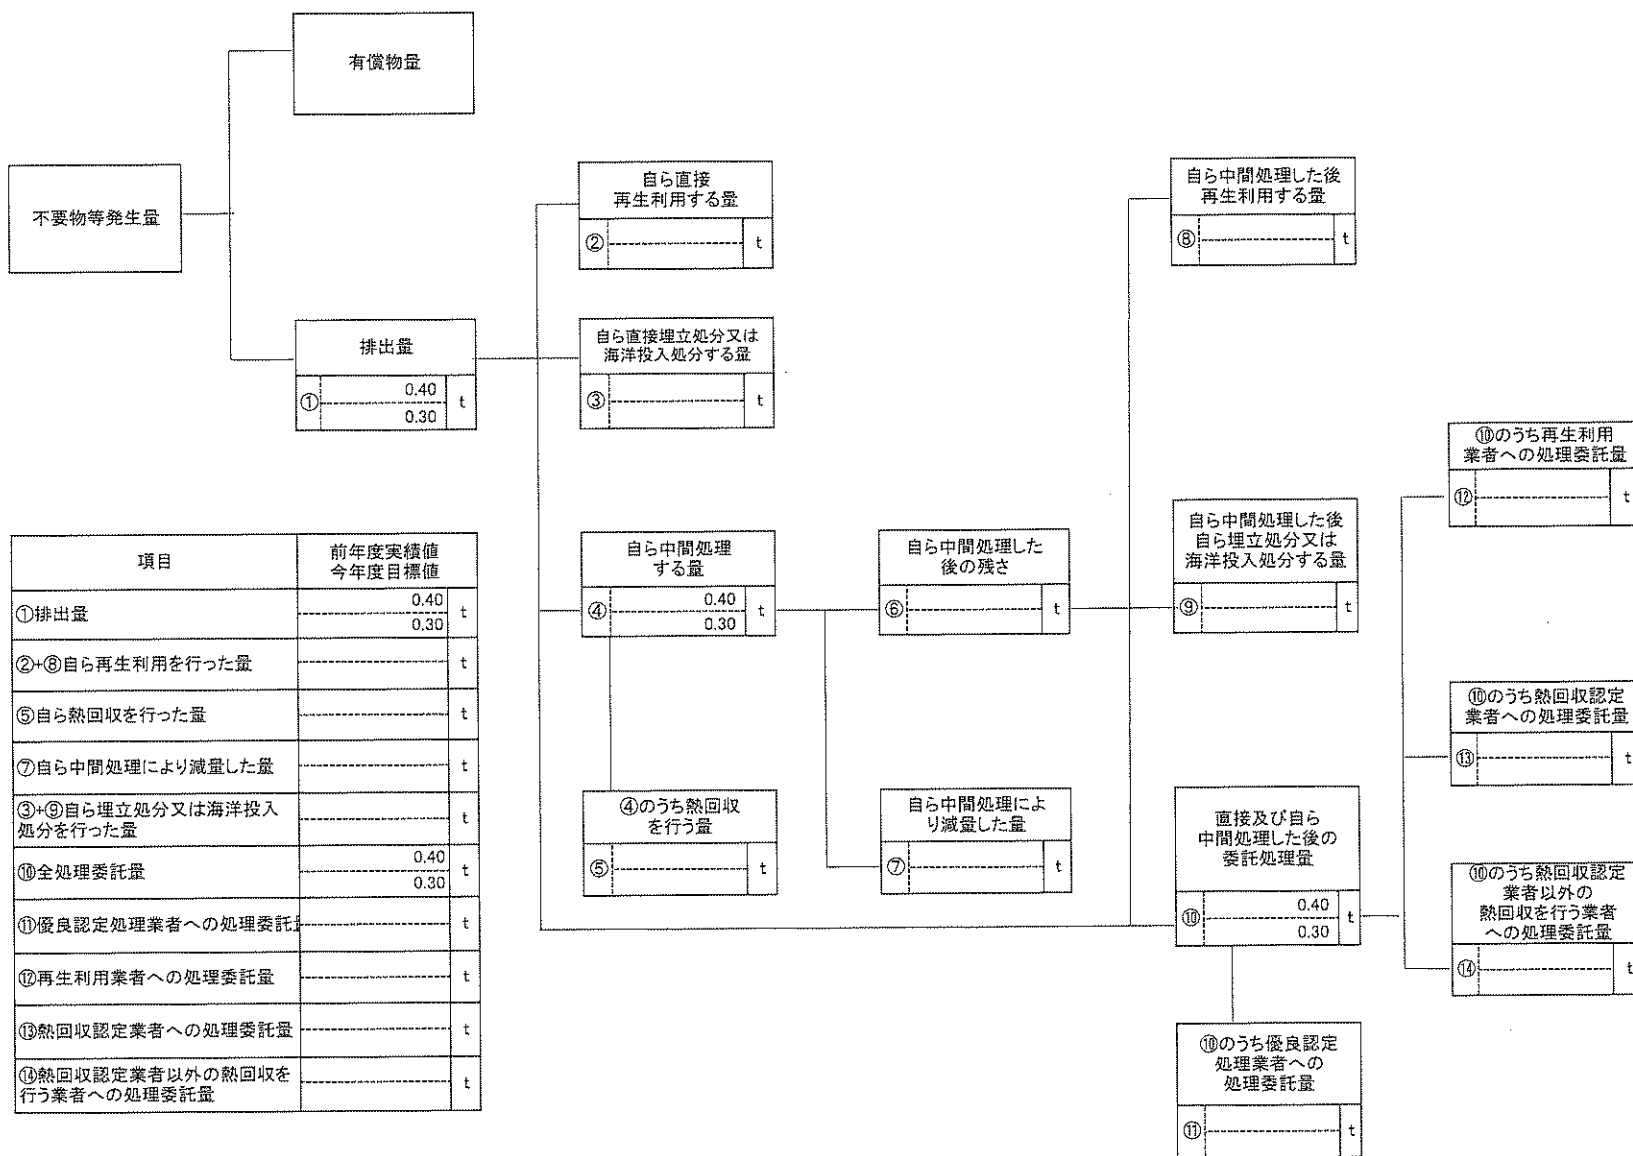 有償物量
不要物等発生量
自ら直接
再生利用する量
② t
自ら中間処理した後
再生利用する量
⑧ t
排出量
① 0.40 t
0.30
自ら直接埋立処分又は
海洋投入処分する量
③ t
⑩のうち再生利用
業者への処理委託量
⑫ t
自ら中間処理
する量
④ 0.40 t
0.30
自ら中間処理した
後の残さ
⑥ t
自ら中間処理した後
自ら埋立処分又は
海洋投入処分する量
⑨ t
⑩のうち熱回収認定
業者への処理委託量
⑬ t
④のうち熱回収
を行う量
⑤ t
自ら中間処理によ
り減量した量
⑦ t
直接及び自ら
中間処理した後の
委託処理量
⑩ 0.40 t
0.30
⑩のうち熱回収認定
業者以外の
熱回収を行う業者
への処理委託量
⑭ t
⑩のうち優良認定
処理業者への
処理委託量
⑪ t
項目 前年度実績値
今年度目標値
①排出量 0.40 t
0.30
②+⑧自ら再生利用を行った量 t
⑤自ら熱回収を行った量 t
⑦自ら中間処理により減量した量 t
③+⑨自ら埋立処分又は海洋投入
処分を行った量 t
⑩全処理委託量 0.40 t
0.30
⑪優良認定処理業者への処理委託 t
⑫再生利用業者への処理委託量 t
⑬熱回収認定業者への処理委託量 t
⑭熱回収認定業者以外の熱回収を
行う業者への処理委託量 t